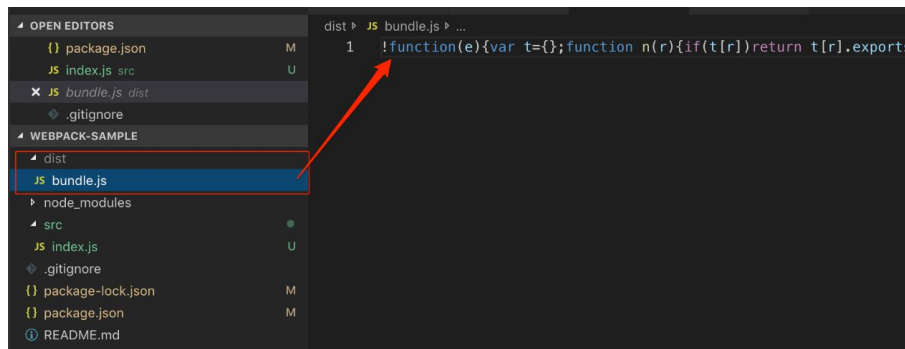 OPEN EDITORS
{} package.json M
JS index.js src U
JS bundle.js dist
.gitignore
WEBPACK-SAMPLE
dist
JS bundle.js
node_modules
src
JS index.js U
.gitignore
{} package-lock.json M
{} package.json M
README.md
dist JS bundle.js ...
1 !function(e){var t={};function n(r){if(t[r])return t[r].exports